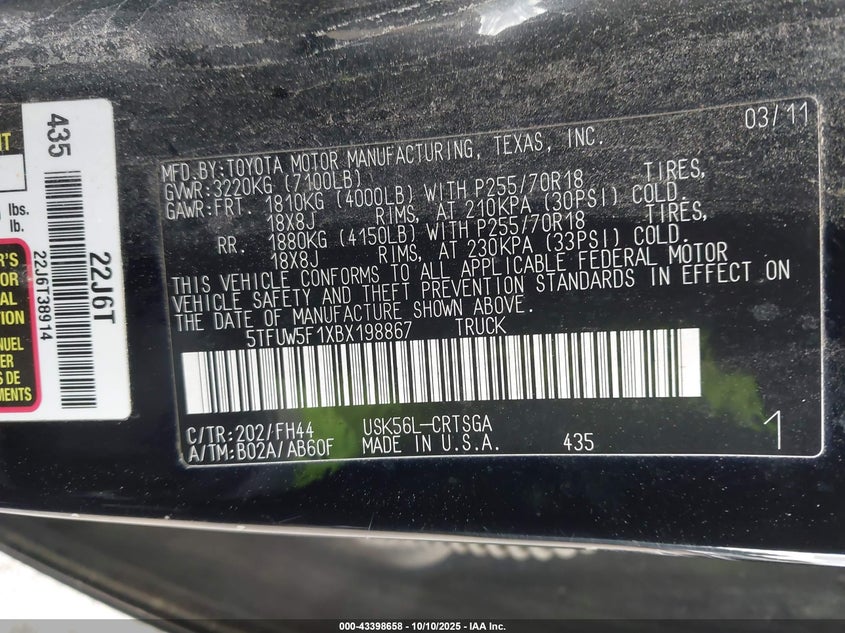 435
22J6T
22J6T38914
lbs.
lb.
03/11
MFD.BY:TOYOTA MOTOR MANUFACTURING, TEXAS, INC.
GVWR:3220KG (7100LB)
GAWR:FRT. 1810KG (4000LB) WITH P255/70R18 TIRES,
18X8J RIMS, AT 210KPA (30PSI) COLD.
RR. 1880KG (4150LB) WITH P255/70R18 TIRES,
18X8J RIMS, AT 230KPA (33PSI) COLD.
THIS VEHICLE CONFORMS TO ALL APPLICABLE FEDERAL MOTOR
VEHICLE SAFETY AND THEFT PREVENTION STANDARDS IN EFFECT ON
THE DATE OF MANUFACTURE SHOWN ABOVE.
5TFUW5F1XBX198867 TRUCK
C/TR:202/FH44 USK56L-CRTSGA
A/TM:B02A/AB60F MADE IN U.S.A. 435 1
000-43398658 - 10/10/2025 - IAA Inc.